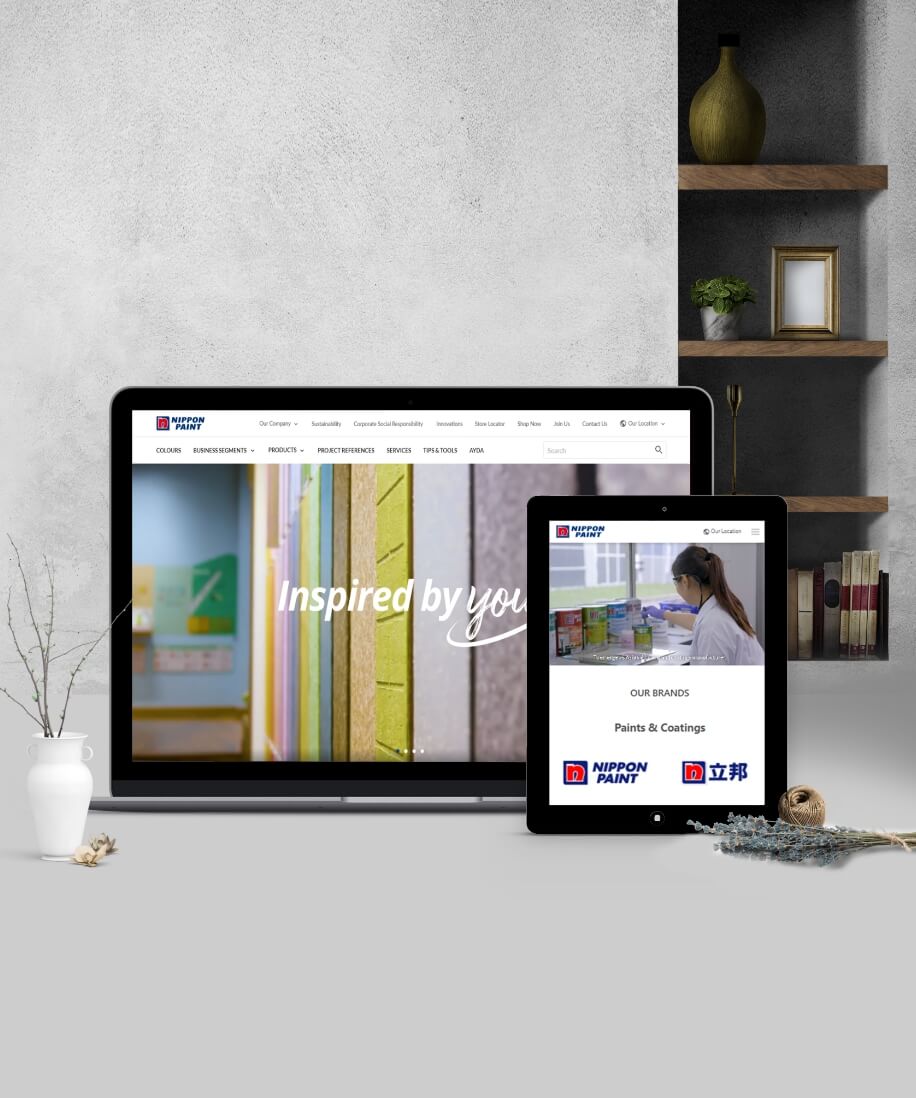 NIPPON
PAINT
Our Company
Sustainability
Corporate Social Responsibility
Innovations
Store Locator
Shop Now
Join Us
Contact Us
Our Location
COLOURS
BUSINESS SEGMENTS
PRODUCTS
PROJECT REFERENCES
SERVICES
TIPS & TOOLS
AYDA
Search
Inspired by you
NIPPON
PAINT
Our Location
OUR BRANDS
Paints & Coatings
NIPPON
PAINT
立邦